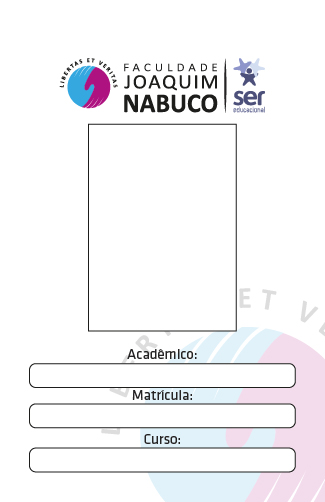 LIBERTAS ET VERITAS
FACULDADE
JOAQUIM
NABUCO
ser
educacional
Acadêmico:
Matrícula:
Curso: